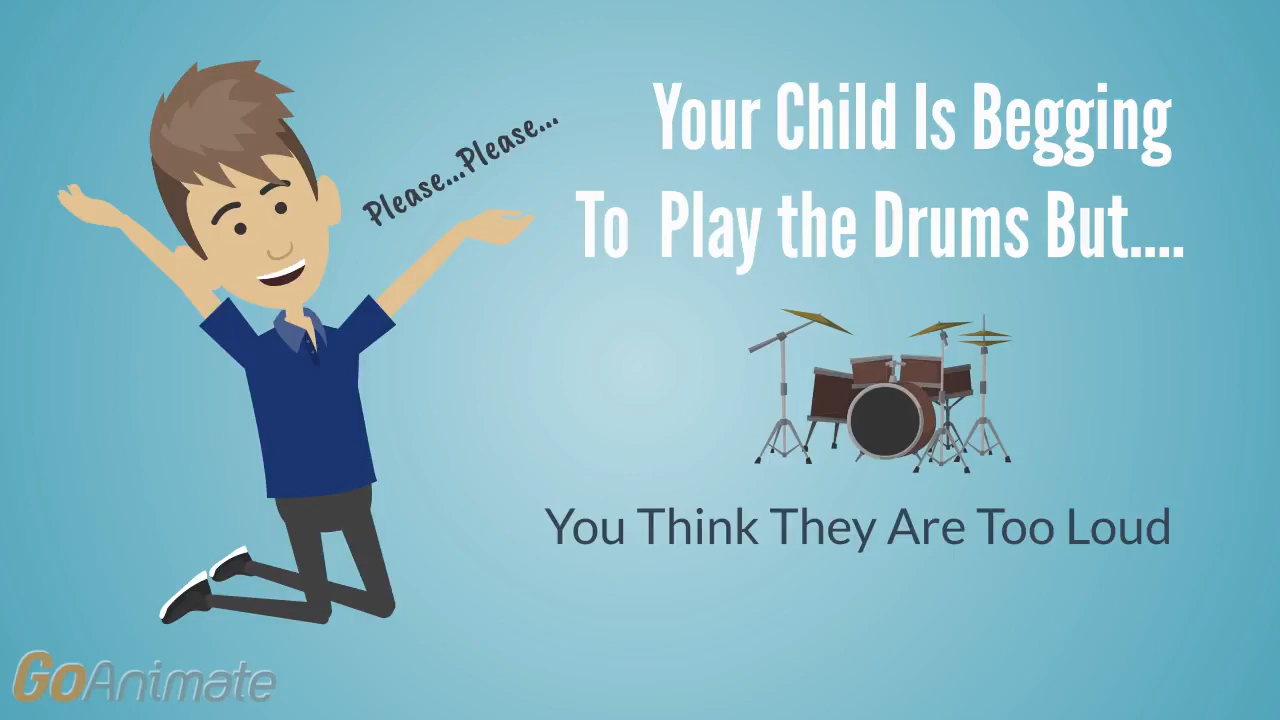 Please...Please...
Your Child Is Begging
To Play the Drums But....
You Think They Are Too Loud
GoAnimate